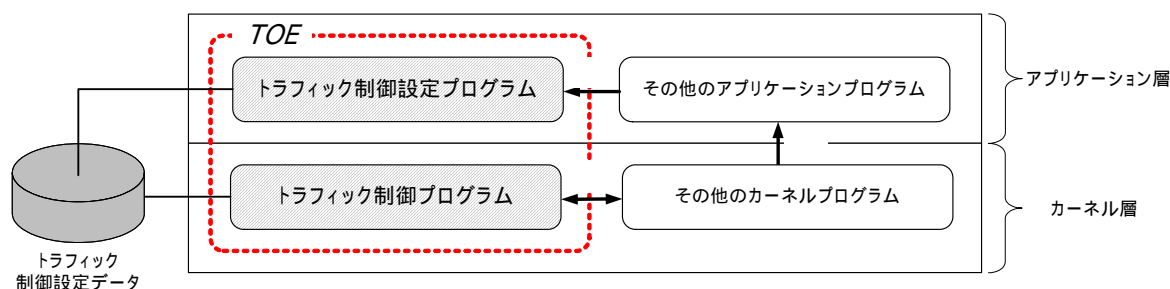 TOE
トラフィック制御設定プログラム
その他のアプリケーションプログラム
アプリケーション層
トラフィック制御プログラム
その他のカーネルプログラム
カーネル層
トラフィック
制御設定データ